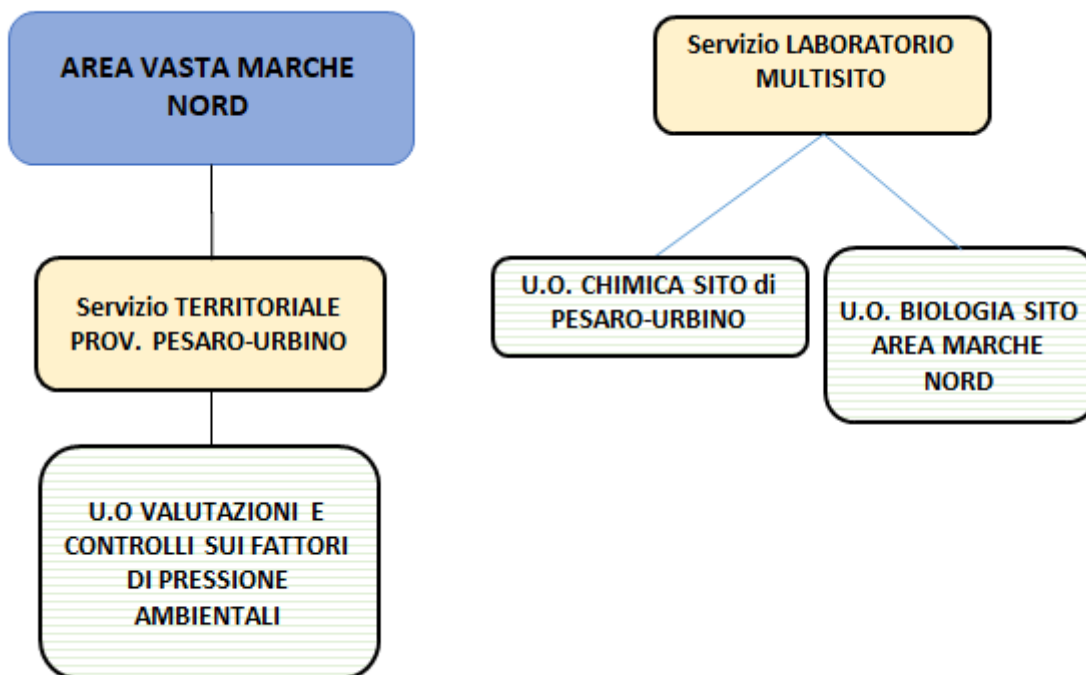 AREA VASTA MARCHE
NORD
Servizio TERRITORIALE
PROV. PESARO-URBINO
U.O VALUTAZIONI E
CONTROLLI SUI FATTORI
DI PRESSIONE
AMBIENTALI
Servizio LABORATORIO
MULTISITO
U.O. CHIMICA SITO di
PESARO-URBINO
U.O. BIOLOGIA SITO
AREA MARCHE
NORD